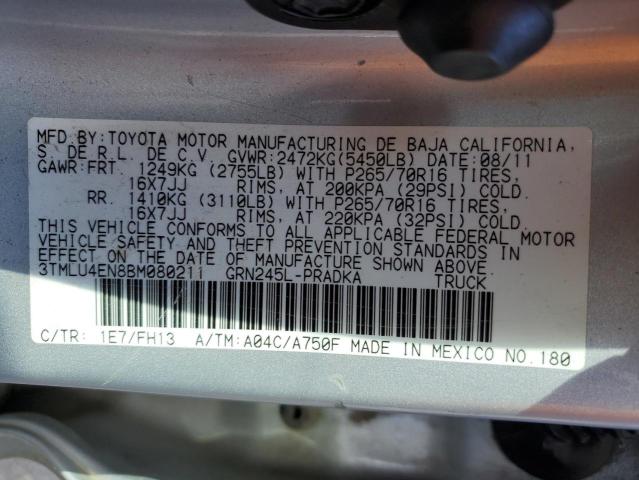 MFD BY:TOYOTA MOTOR MANUFACTURING DE BAJA CALIFORNIA,
S. DE R.L. DE C.V. GVWR:2472KG(5450LB) DATE:08/11
GAWR:FRT. 1249KG (2755LB) WITH P265/70R16 TIRES,
16X7JJ RIMS, AT 200KPA (29PSI) COLD.
RR. 1410KG (3110LB) WITH P265/70R16 TIRES,
16X7JJ RIMS, AT 220KPA (32PSI) COLD.
THIS VEHICLE CONFORMS TO ALL APPLICABLE FEDERAL MOTOR
VEHICLE SAFETY AND THEFT PREVENTION STANDARDS IN
EFFECT ON THE DATE OF MANUFACTURE SHOWN ABOVE.
3TMLU4EN8BM080211 GRN245L-PRADKA TRUCK
C/TR: 1E7/FH13 A/TM:A04C/A750F MADE IN MEXICO NO.180